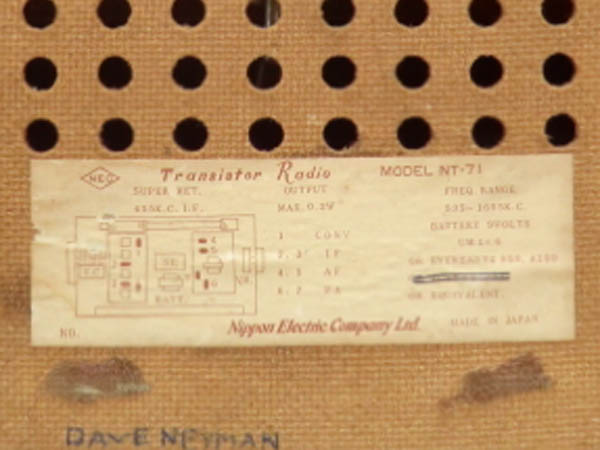 NEC Transistor Radio MODEL NT-71
SUPER HET. OUTPUT FREQ RANGE
455K.C. I.F. MAX. 0.2W 535~1605K.C.
BATTERY 9VOLTS
1 CONV
2, 3 IF
OR EVEREADY
4, 5 AF
6, 7 PA
OR EQUIVALENT
BATT.
NO. Nippon Electric Company Ltd. MADE IN JAPAN
DAVE NEYMAN